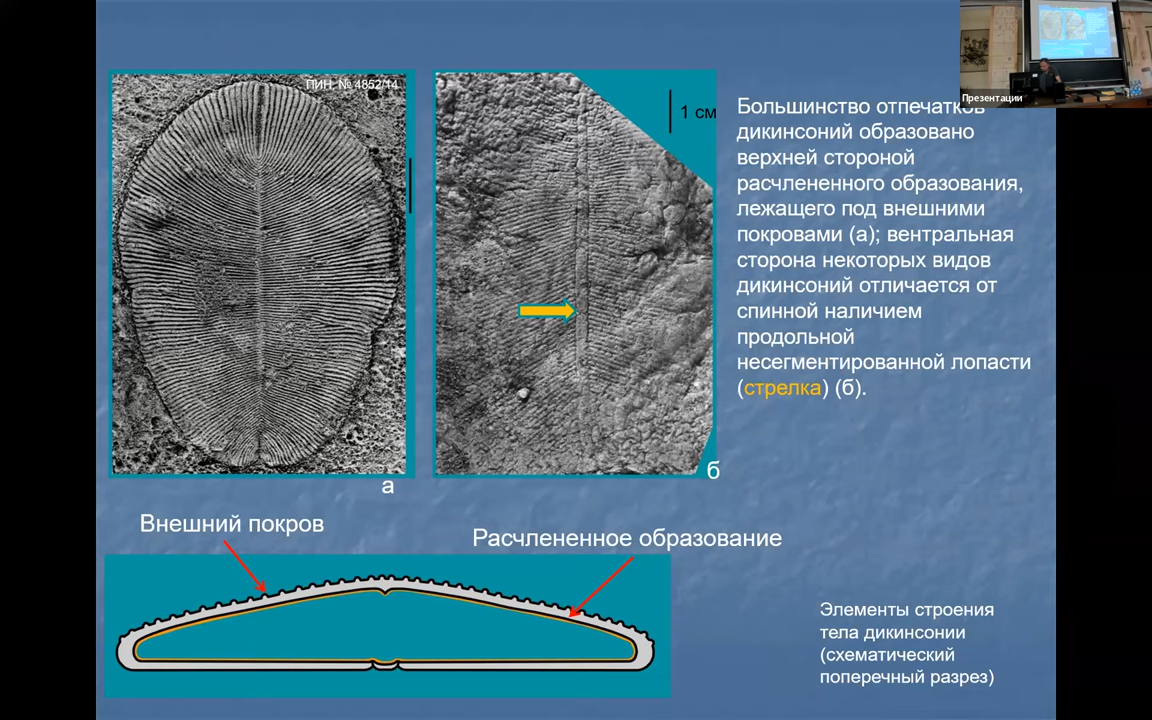 ПИН. № 4852/14
1 см
Презентации
Большинство отпечатков
дикинсоний образовано
верхней стороной
расчлененного образования,
лежащего под внешними
покровами (а); вентральная
сторона некоторых видов
дикинсоний отличается от
спинной наличием
продольной
несегментированной лопасти
(стрелка) (б).
а
б
Внешний покров
Расчлененное образование
Элементы строения
тела дикинсонии
(схематический
поперечный разрез)